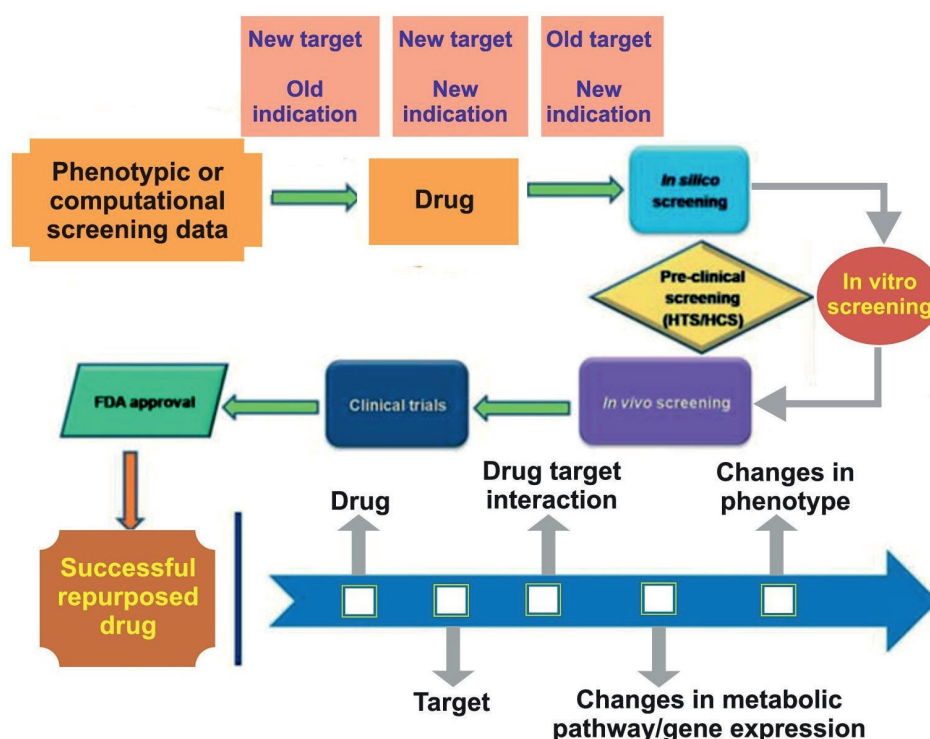 New target
Old
indication
New target
New
indication
Old target
New
indication
Phenotypic or
computational
screening data
Drug
In silico
screening
Pre-clinical
screening
(HTS/HCS)
In vitro
screening
FDA approval
Clinical trials
In vivo screening
Successful
repurposed
drug
Drug
Drug target
interaction
Changes in
phenotype
Target
Changes in metabolic
pathway/gene expression